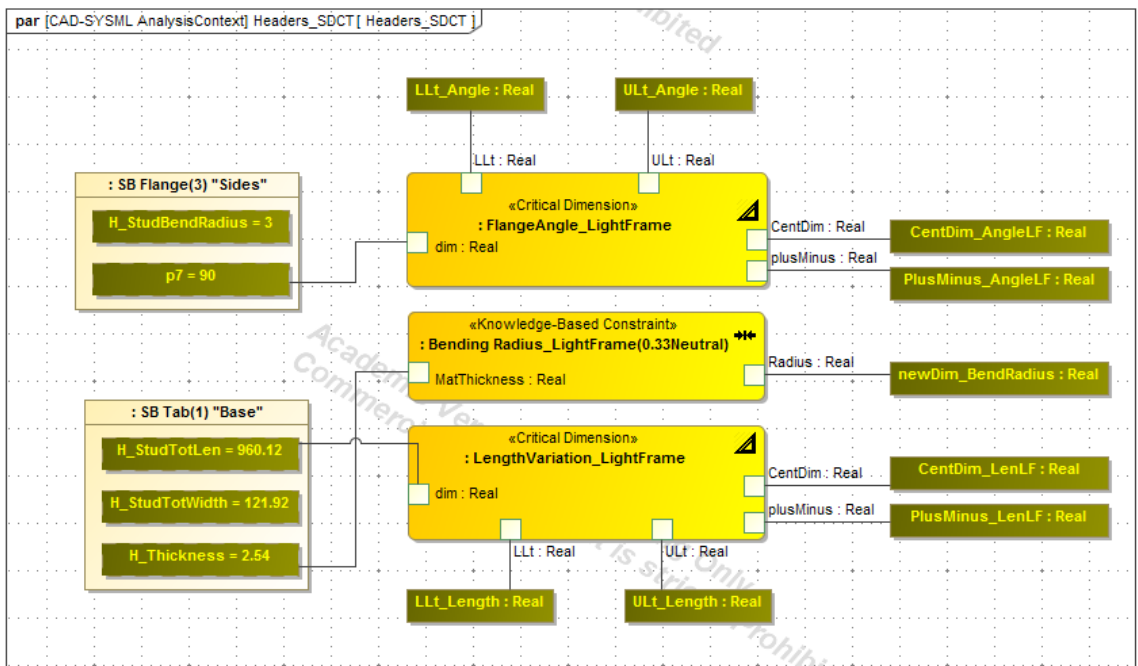 par [CAD-SYSML AnalysisContext] Headers_SDCT [ Headers_SDCT ]
LLt_Angle : Real
ULt_Angle : Real
LLt : Real
ULt : Real
: SB Flange(3) "Sides"
H_StudBendRadius = 3
p7 = 90
«Critical Dimension»
: FlangeAngle_LightFrame
dim : Real
CentDim : Real
plusMinus : Real
CentDim_AngleLF : Real
PlusMinus_AngleLF : Real
«Knowledge-Based Constraint»
: Bending Radius_LightFrame(0.33Neutral)
MatThickness : Real
Radius : Real
newDim_BendRadius : Real
: SB Tab(1) "Base"
H_StudTotLen = 960.12
H_StudTotWidth = 121.92
H_Thickness = 2.54
«Critical Dimension»
: LengthVariation_LightFrame
dim : Real
CentDim : Real
plusMinus : Real
CentDim_LenLF : Real
PlusMinus_LenLF : Real
LLt : Real
ULt : Real
LLt_Length : Real
ULt_Length : Real